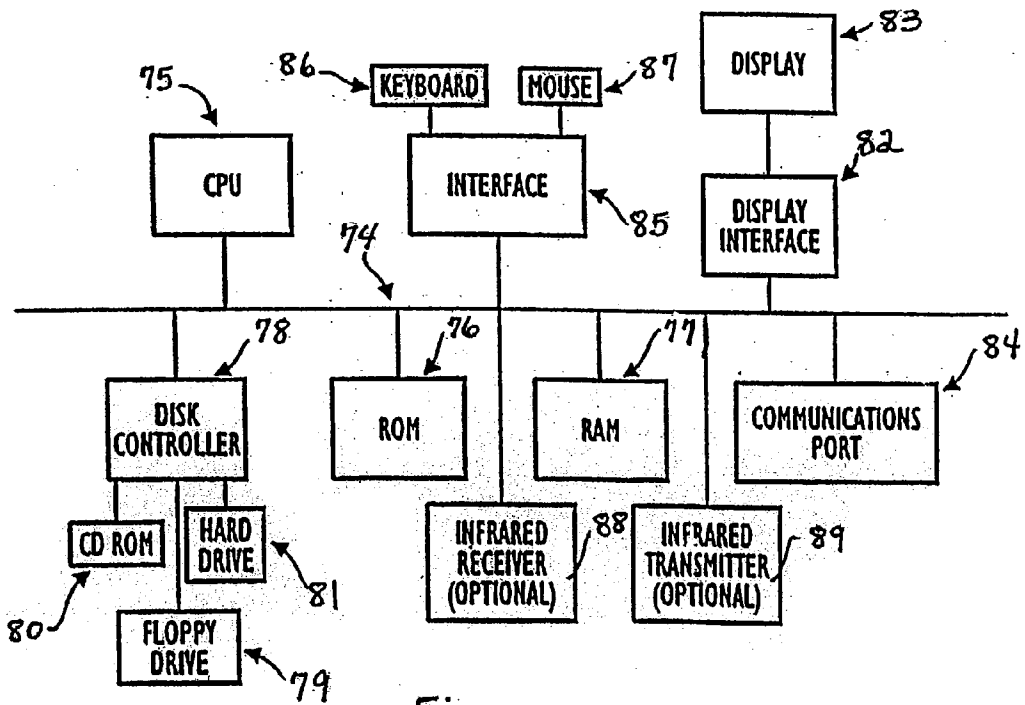 83
86
87
DISPLAY
75
KEYBOARD
MOUSE
82
CPU
INTERFACE
DISPLAY
INTERFACE
85
74
78
76
77
84
DISK
CONTROLLER
ROM
RAM
COMMUNICATIONS
PORT
CD ROM
HARD
DRIVE
INFRARED
RECEIVER
(OPTIONAL)
88
INFRARED
TRANSMITTER
(OPTIONAL)
89
80
81
FLOPPY
DRIVE
79